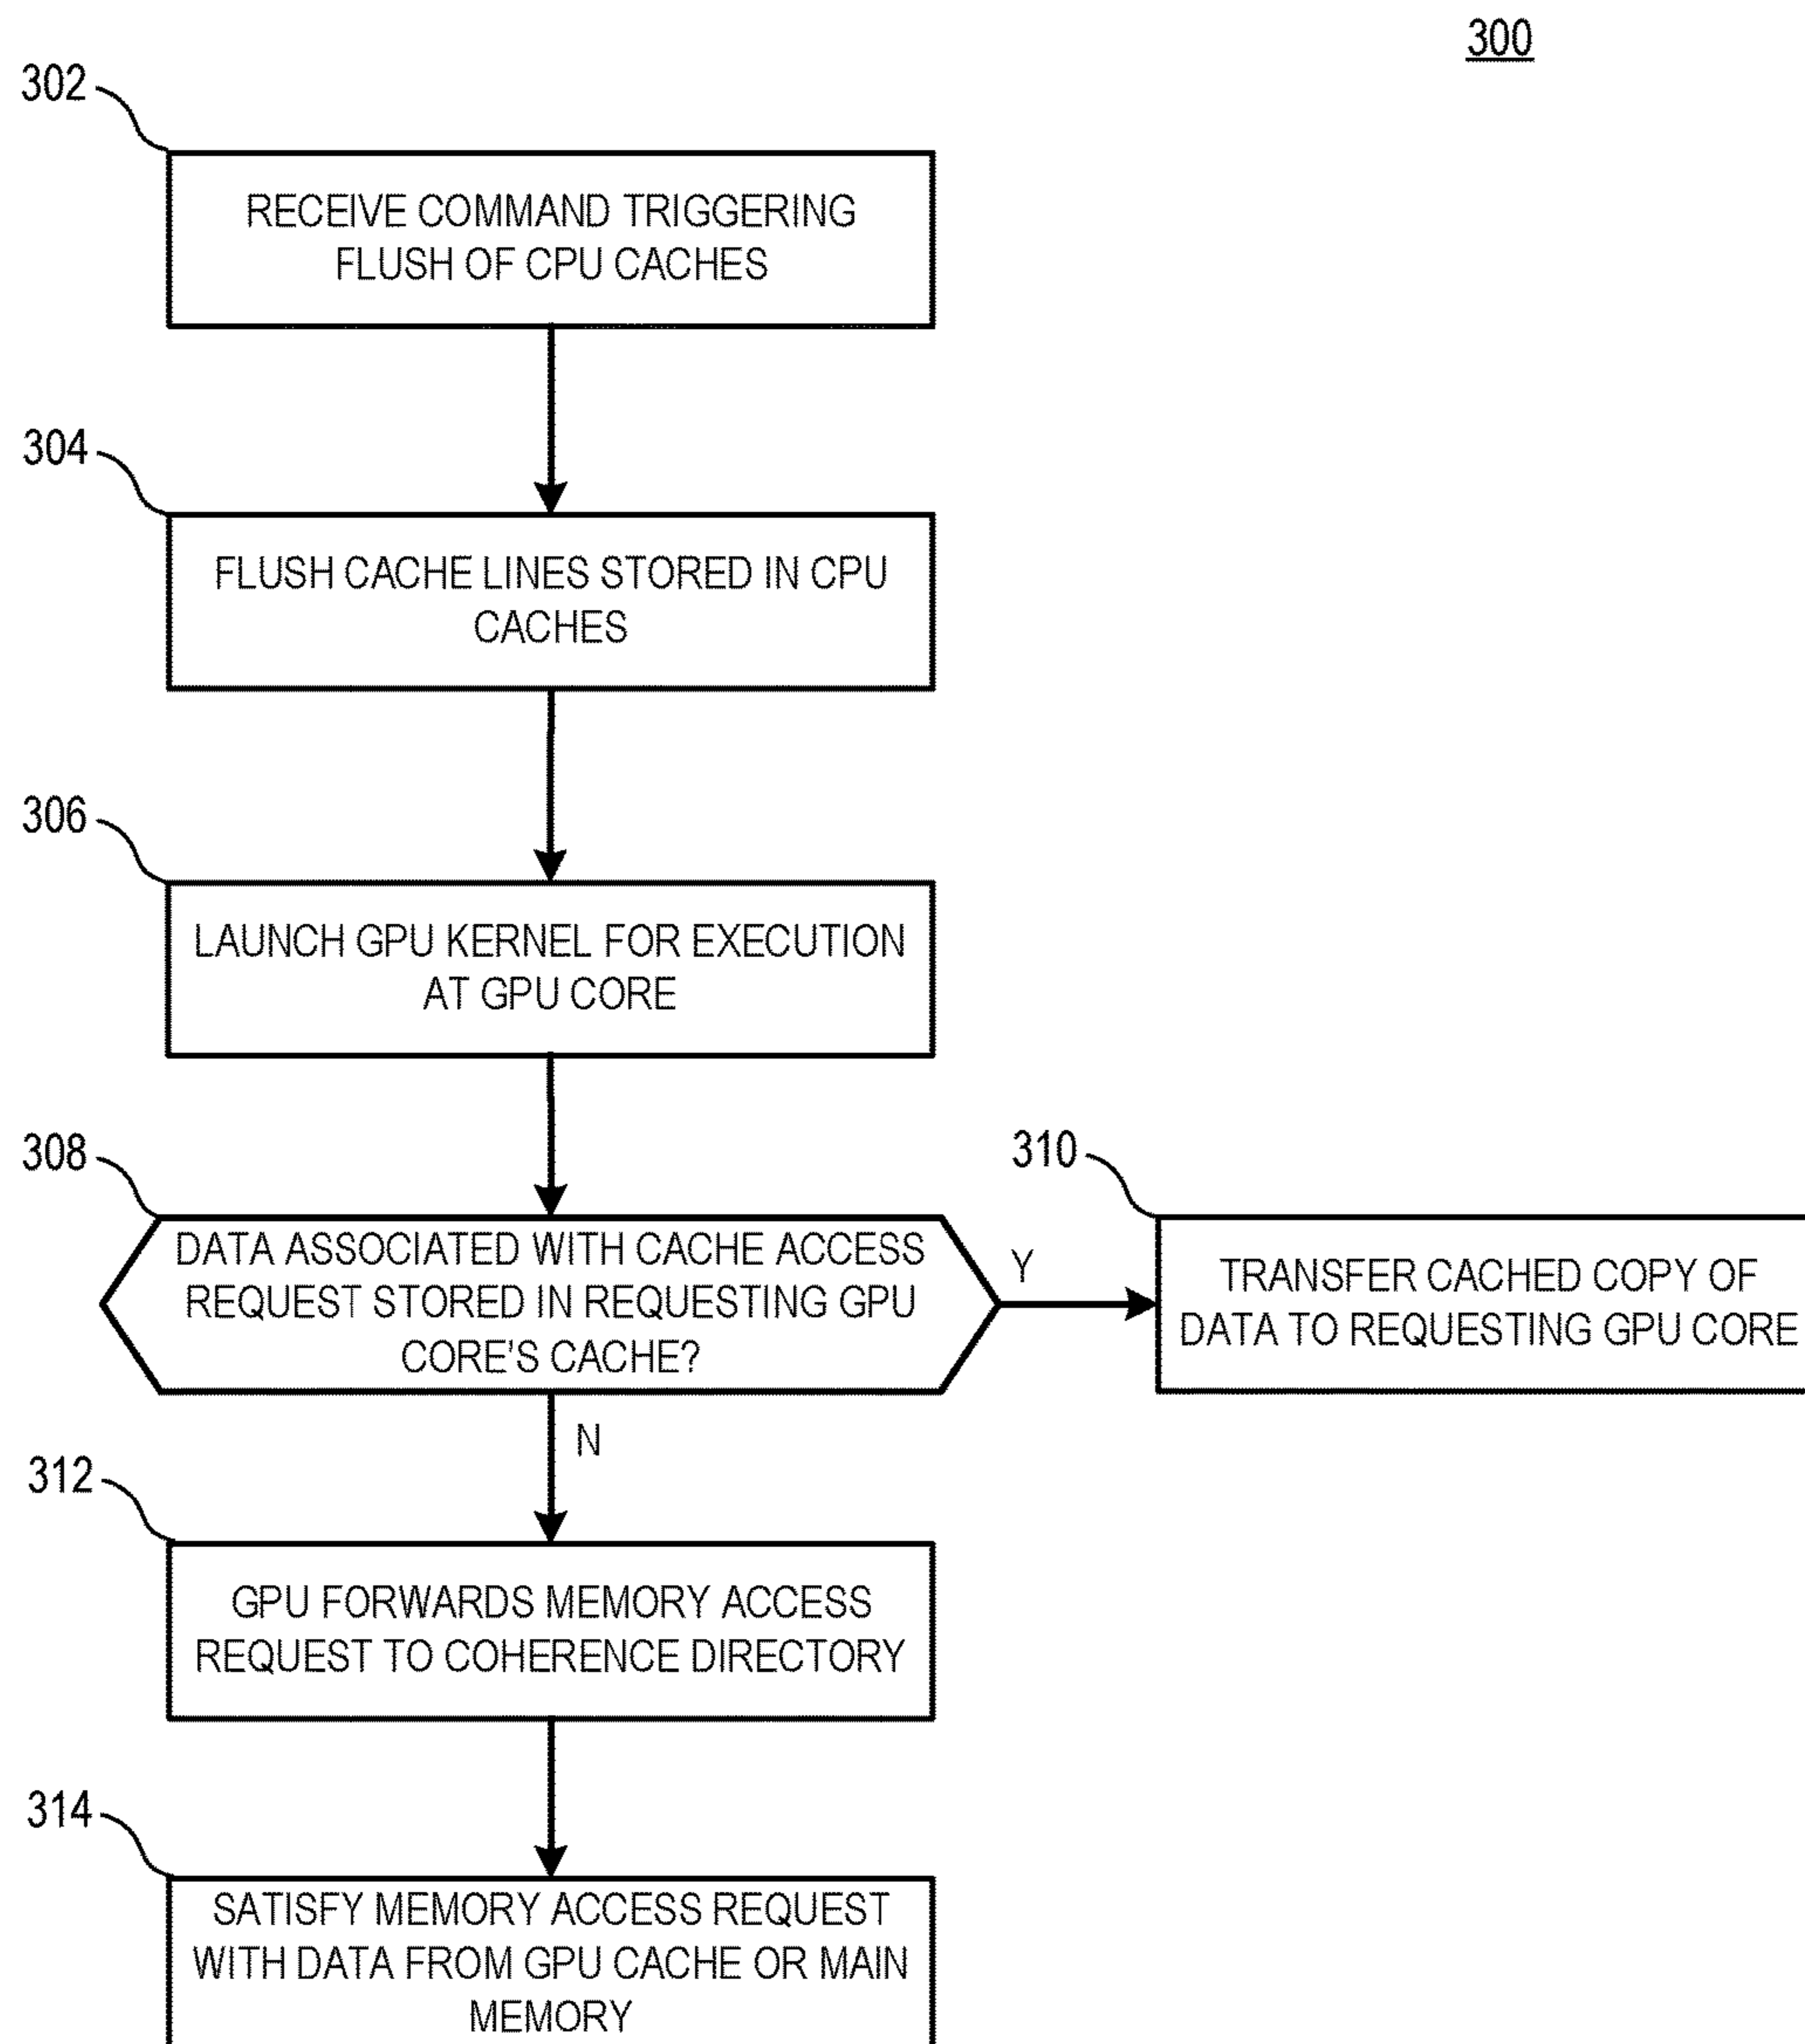 300
302
RECEIVE COMMAND TRIGGERING
FLUSH OF CPU CACHES
304
FLUSH CACHE LINES STORED IN CPU
CACHES
306
LAUNCH GPU KERNEL FOR EXECUTION
AT GPU CORE
308
DATA ASSOCIATED WITH CACHE ACCESS
REQUEST STORED IN REQUESTING GPU
CORE'S CACHE?
Y
310
TRANSFER CACHED COPY OF
DATA TO REQUESTING GPU CORE
N
312
GPU FORWARDS MEMORY ACCESS
REQUEST TO COHERENCE DIRECTORY
314
SATISFY MEMORY ACCESS REQUEST
WITH DATA FROM GPU CACHE OR MAIN
MEMORY